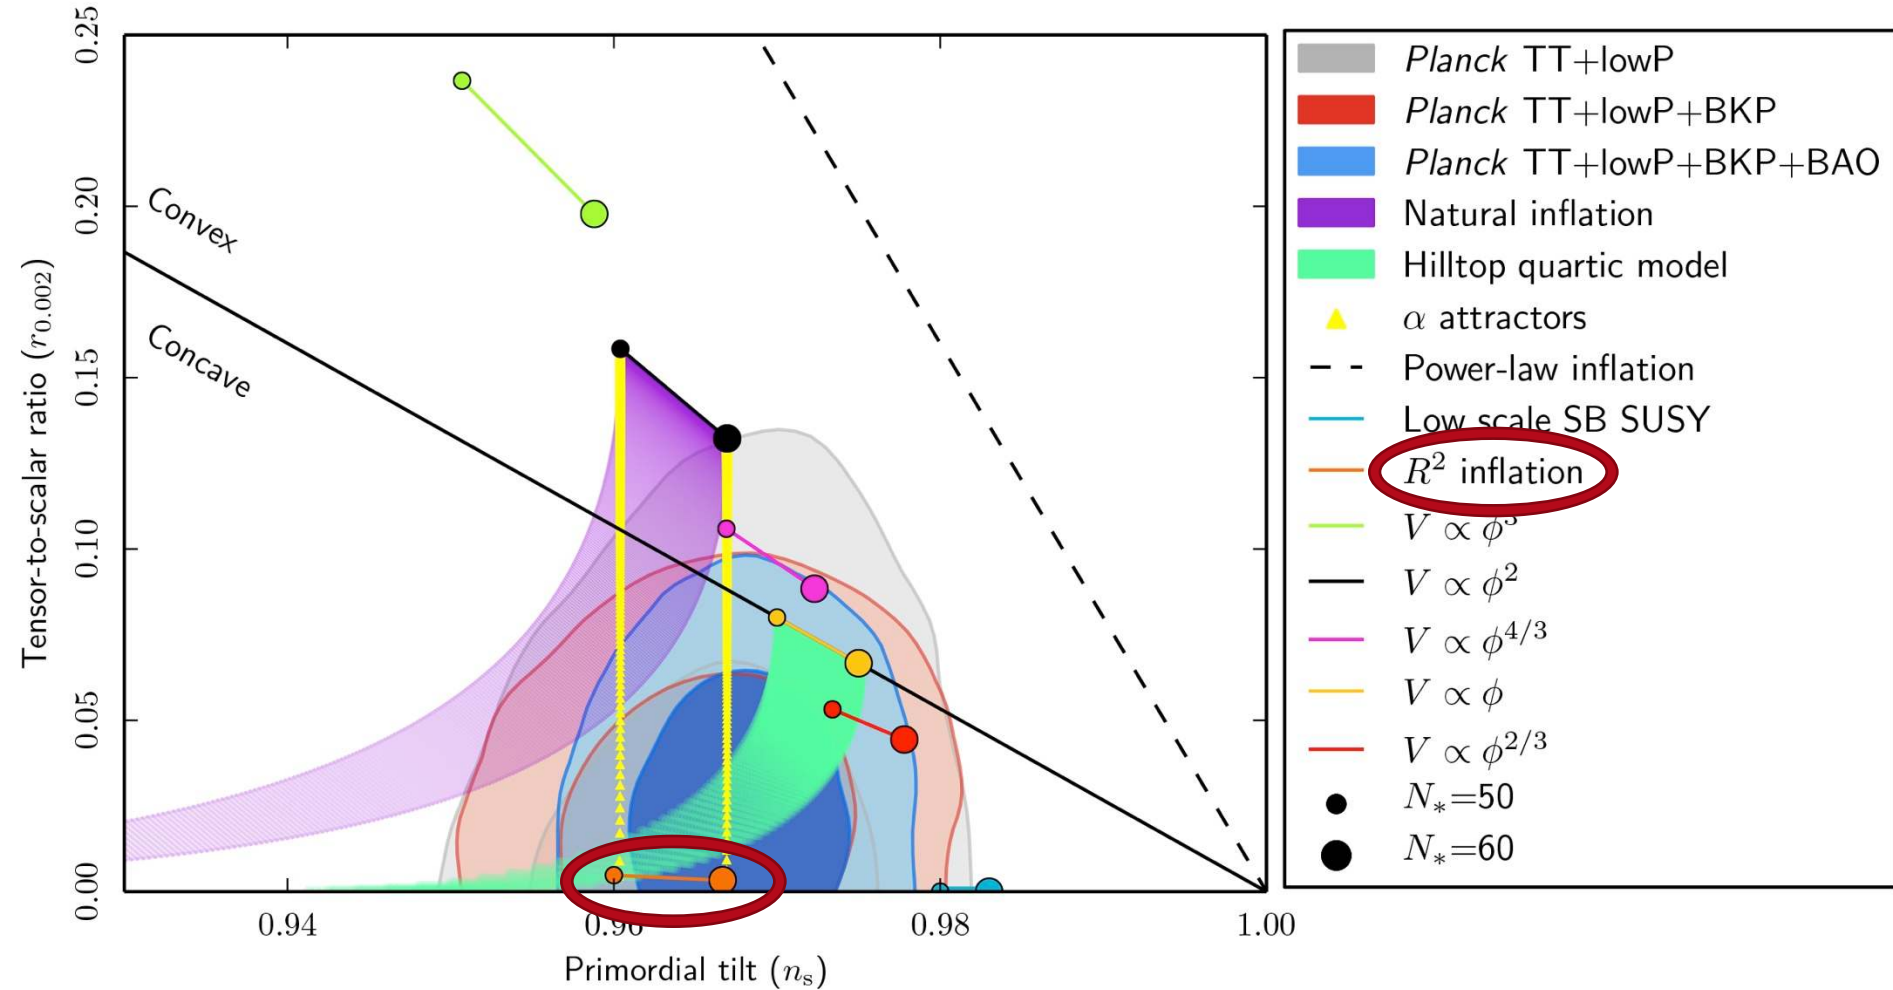 0.25
0.20
0.15
0.10
0.05
0.00
Tensor-to-scalar ratio (r0.002)
Convex
Concave
0.94
0.96
0.98
1.00
Primordial tilt (ns)
Planck TT+lowP
Planck TT+lowP+BKP
Planck TT+lowP+BKP+BAO
Natural inflation
Hilltop quartic model
α attractors
Power-law inflation
Low scale SB SUSY
R² inflation
V ∝ ϕ³
V ∝ ϕ²
V ∝ ϕ^{4/3}
V ∝ ϕ
V ∝ ϕ^{2/3}
N∗=50
N∗=60